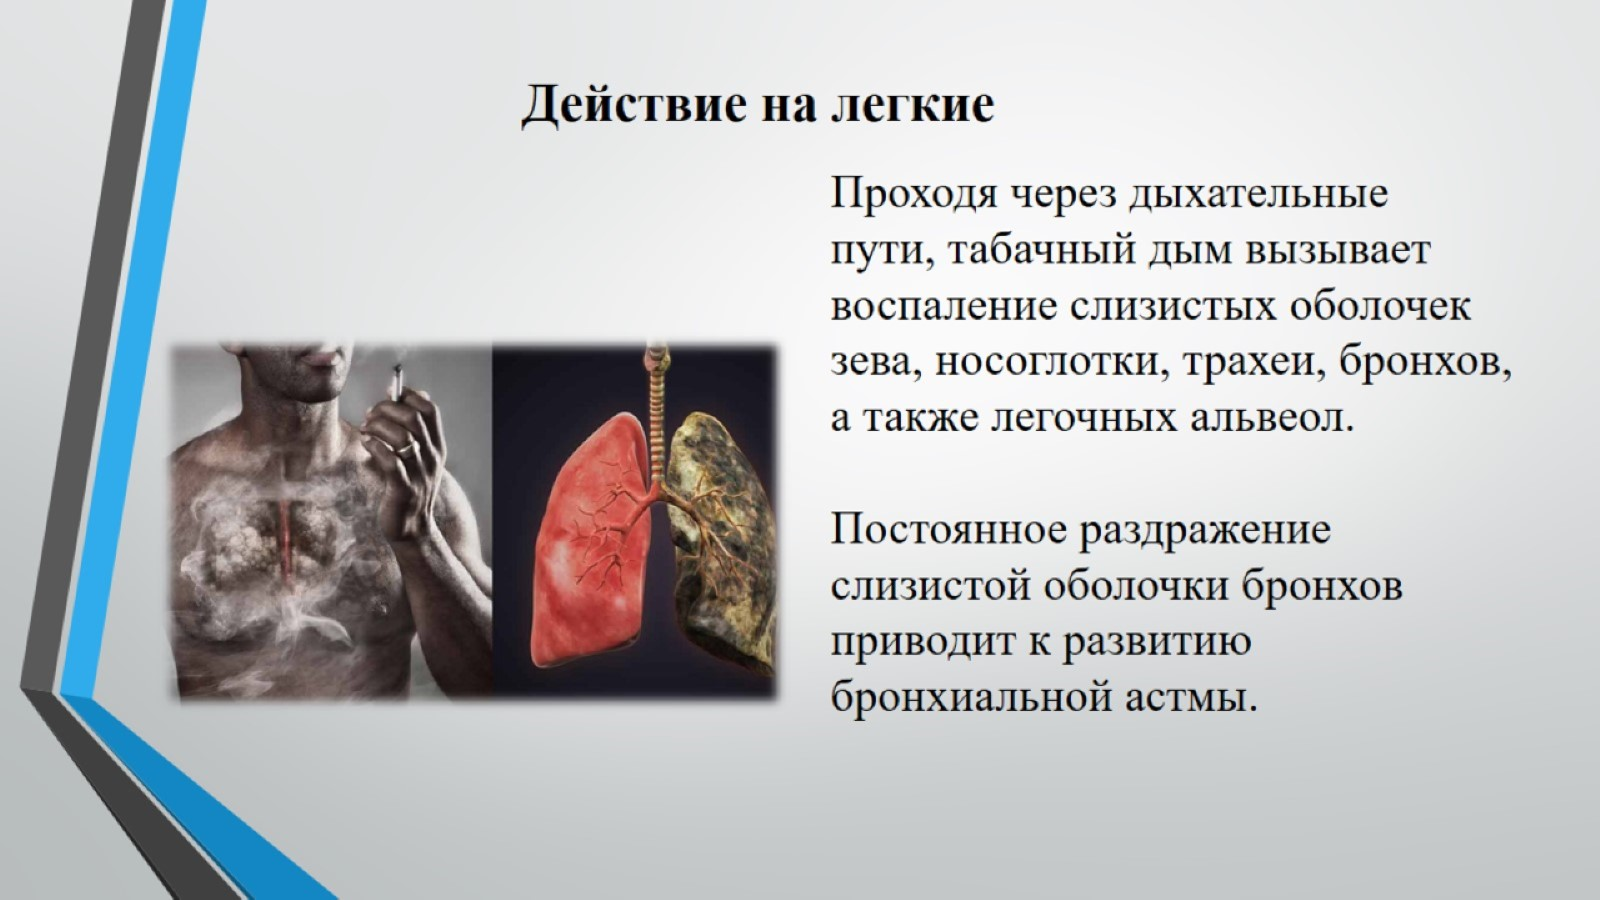 Действие на легкие
Проходя через дыхательные
пути, табачный дым вызывает
воспаление слизистых оболочек
зева, носоглотки, трахеи, бронхов,
а также легочных альвеол.
Постоянное раздражение
слизистой оболочки бронхов
приводит к развитию
бронхиальной астмы.